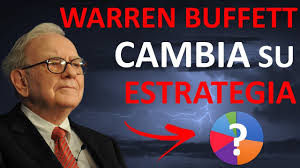 WARREN BUFFETT
CAMBIA SU
ESTRATEGIA
?